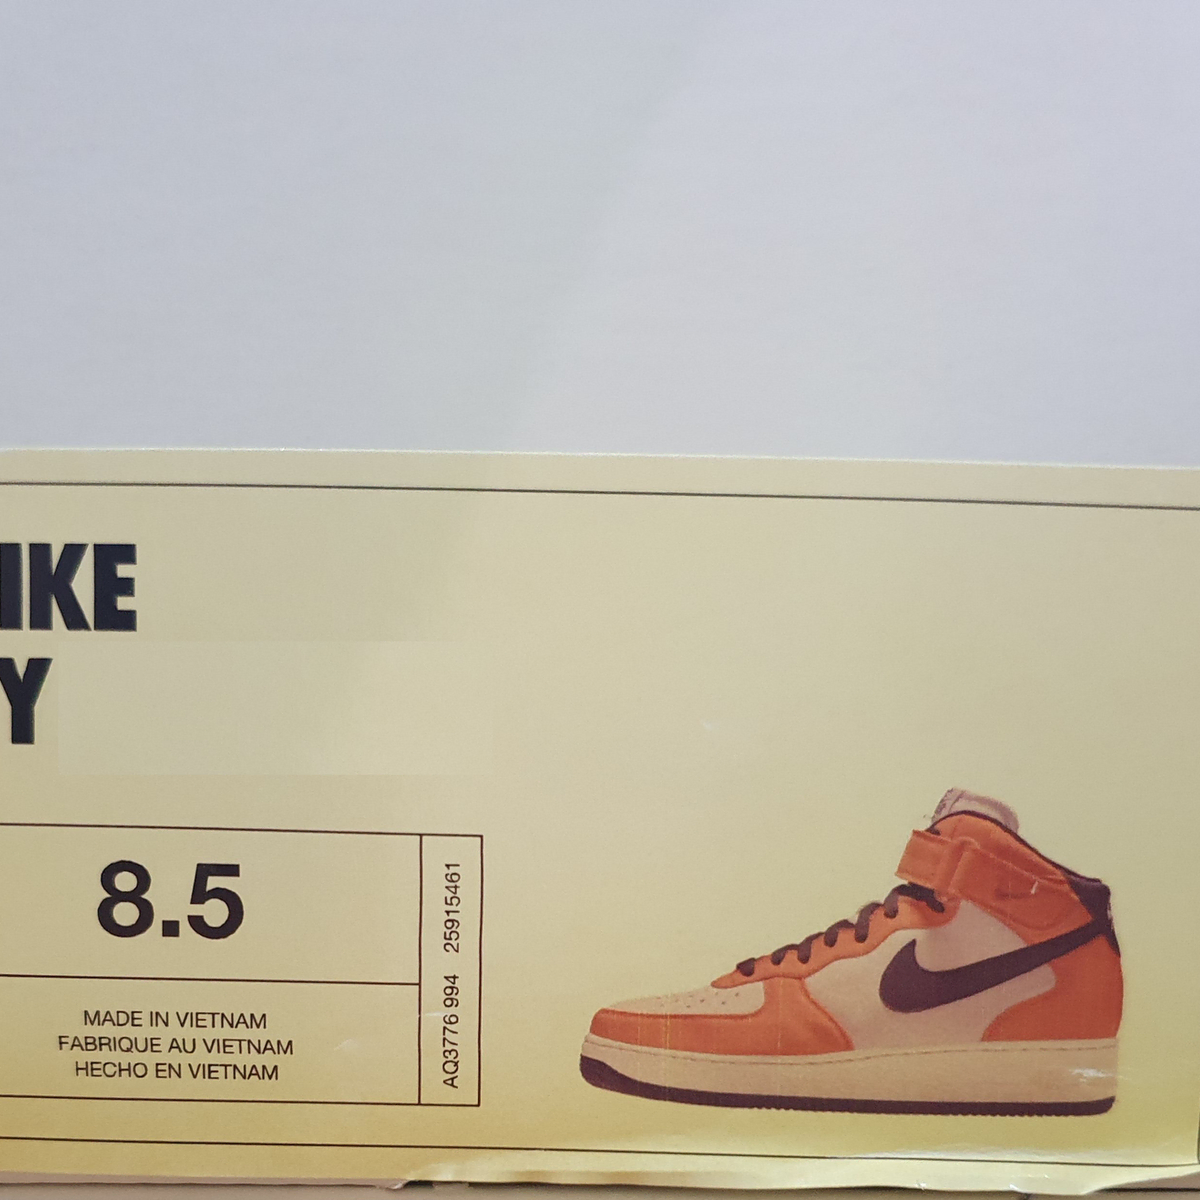 IKE
Y
8.5
MADE IN VIETNAM
FABRIQUE AU VIETNAM
HECHO EN VIETNAM
AQ3776 994 25915461